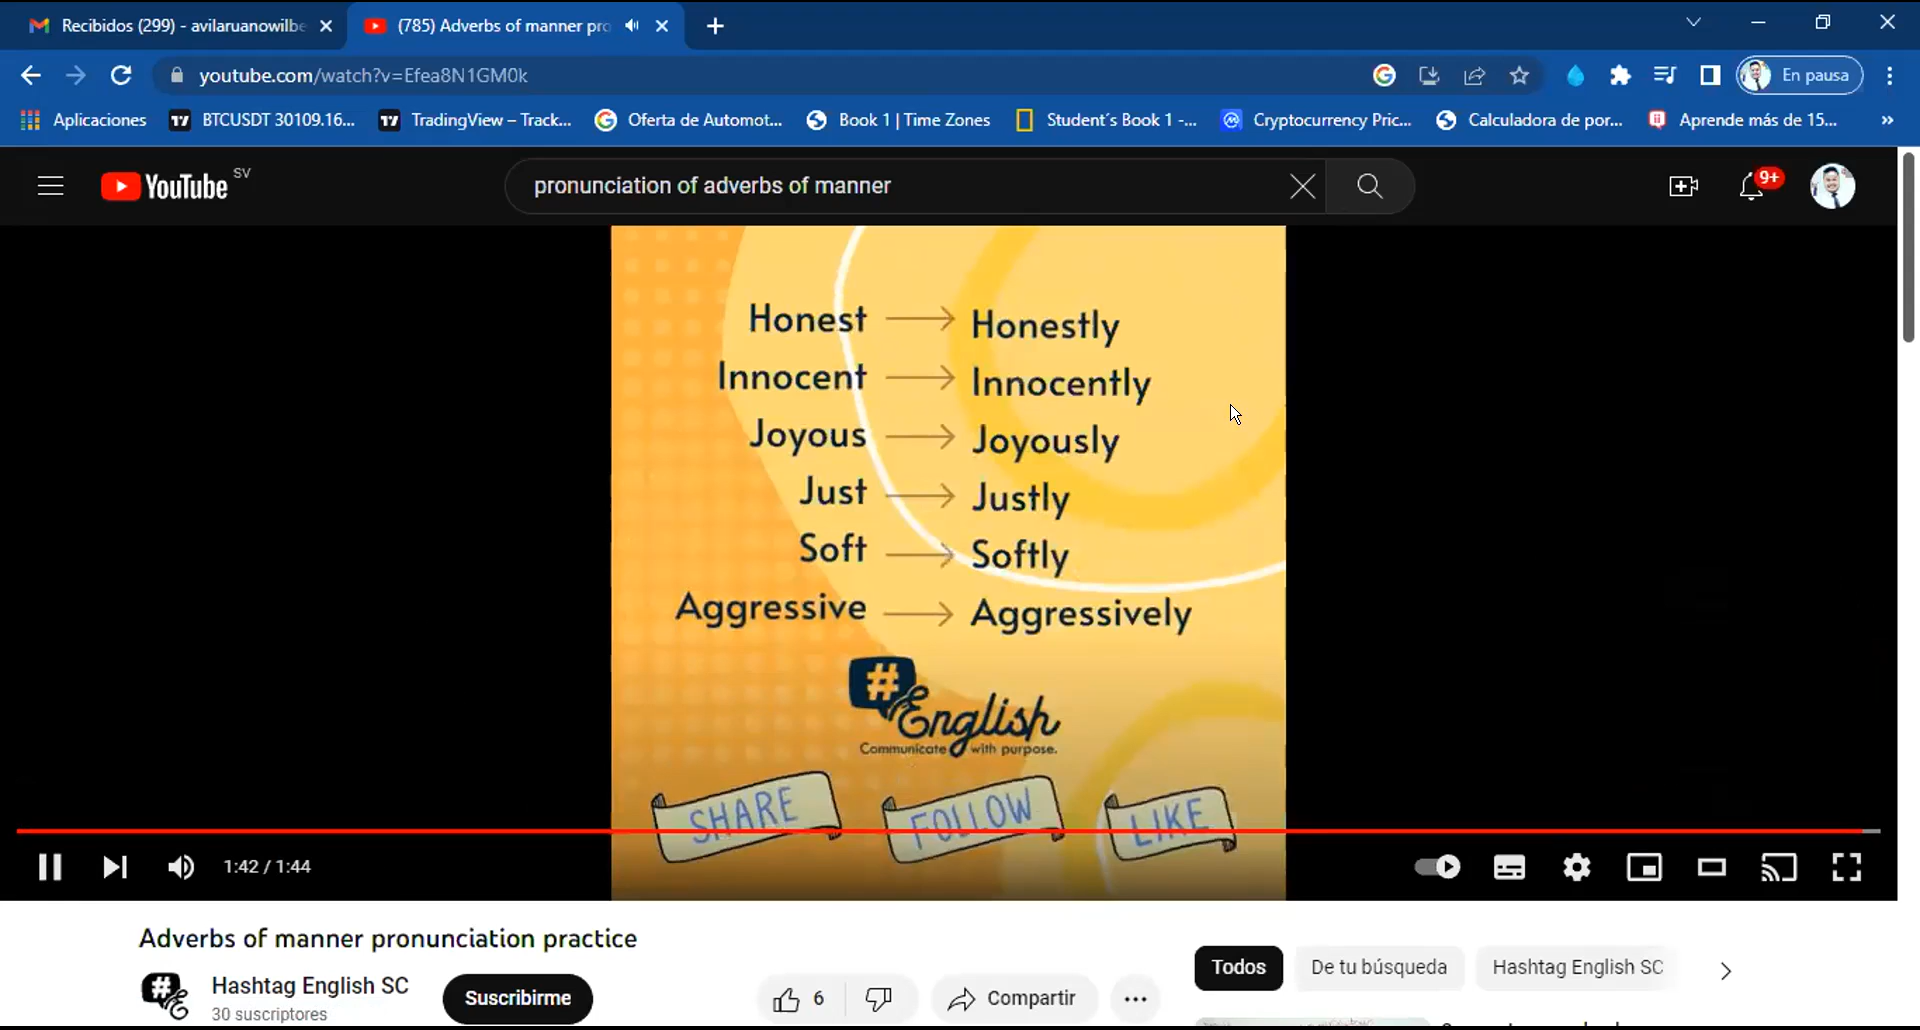 Recibidos (299) - avilaruanowilbe
(785) Adverbs of manner pro
youtube.com/watch?v=Efea8N1GM0k
En pausa
Aplicaciones
BTCUSDT 30109.16...
TradingView – Track...
Oferta de Automot...
Book 1 | Time Zones
Student´s Book 1 -...
Cryptocurrency Pric...
Calculadora de por...
Aprende más de 15...
»
YouTube SV
pronunciation of adverbs of manner
9+
Honest → Honestly
Innocent → Innocently
Joyous → Joyously
Just → Justly
Soft → Softly
Aggressive → Aggressively
# English
Communicate with purpose.
SHARE
FOLLOW
LIKE
1:42 / 1:44
Adverbs of manner pronunciation practice
Hashtag English SC
30 suscriptores
Suscribirme
6
Compartir
Todos
De tu búsqueda
Hashtag English SC